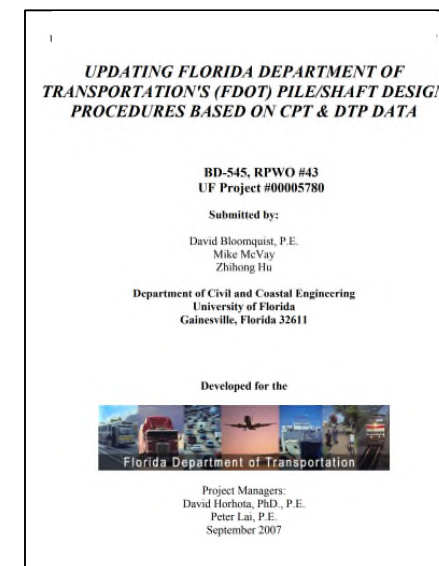 UPDATING FLORIDA DEPARTMENT OF
TRANSPORTATION'S (FDOT) PILE/SHAFT DESIGN
PROCEDURES BASED ON CPT & DTP DATA
BD-545, RPWO #43
UF Project #00005780
Submitted by:
David Bloomquist, P.E.
Mike McVay
Zhihong Hu
Department of Civil and Coastal Engineering
University of Florida
Gainesville, Florida 32611
Developed for the
Florida Department of Transportation
Project Managers:
David Horhota, PhD., P.E.
Peter Lai, P.E.
September 2007